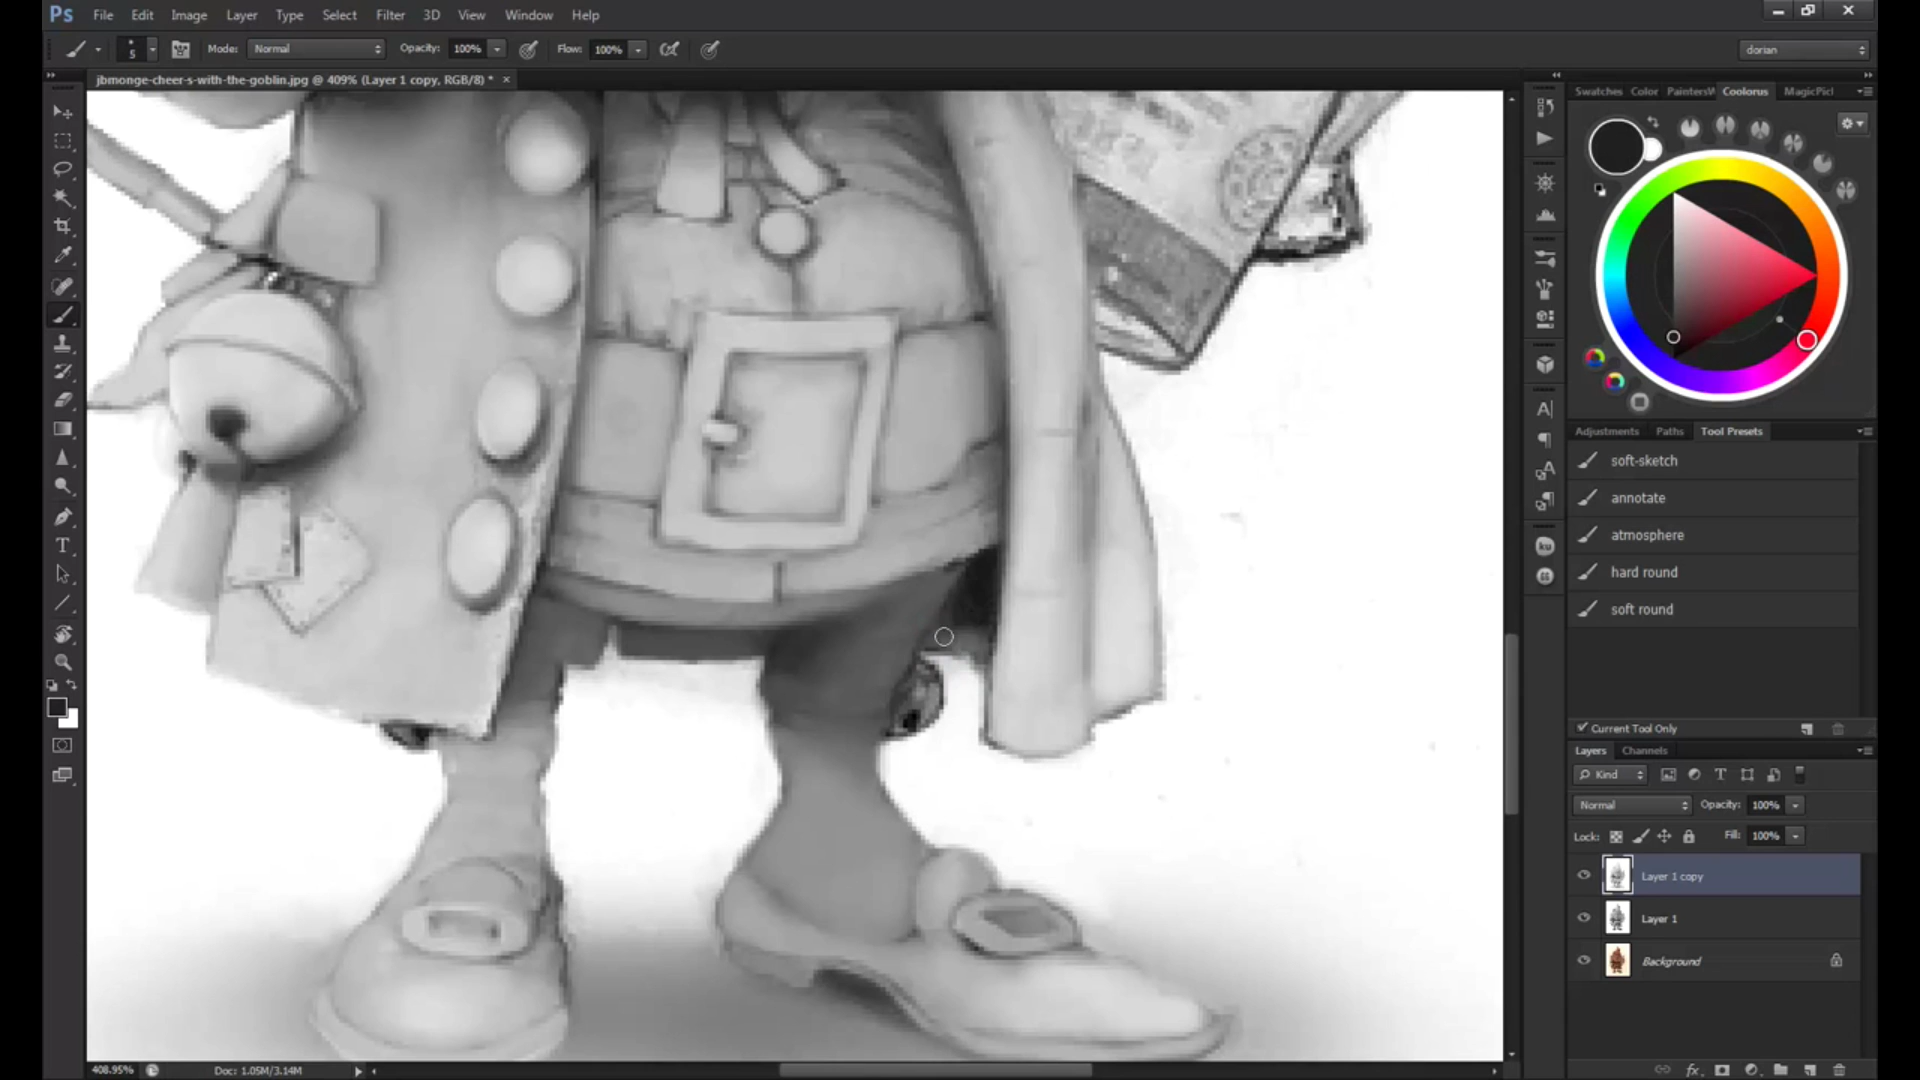 Ps File Edit Image Layer Type Select Filter 3D View Window Help
5 Mode: Normal Opacity: 100% Flow: 100% dorian
jbmonge-cheer-s-with-the-goblin.jpg @ 409% (Layer 1 copy, RGB/8) * ×
Swatches Color PaintersW Coolorus MagicPicl
Adjustments Paths Tool Presets
soft-sketch
annotate
atmosphere
hard round
soft round
Current Tool Only
Layers Channels
Kind
Normal Opacity: 100%
Lock: Fill: 100%
Layer 1 copy
Layer 1
Background
408.95% Doc: 1.05M/3.14M